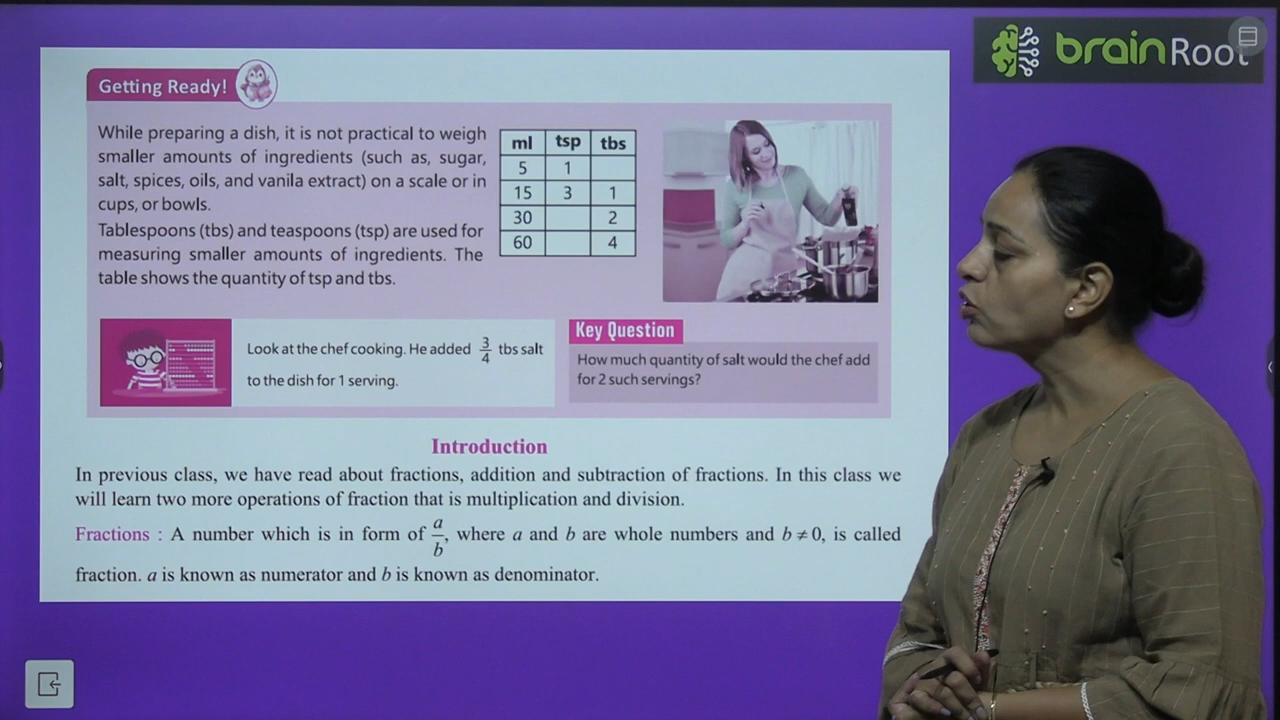 brainRoot
Getting Ready!
While preparing a dish, it is not practical to weigh
smaller amounts of ingredients (such as, sugar,
salt, spices, oils, and vanila extract) on a scale or in
cups, or bowls.
Tablespoons (tbs) and teaspoons (tsp) are used for
measuring smaller amounts of ingredients. The
table shows the quantity of tsp and tbs.
ml tsp tbs
5 1
15 3 1
30 2
60 4
Look at the chef cooking. He added 3/4 tbs salt
to the dish for 1 serving.
Key Question
How much quantity of salt would the chef add
for 2 such servings?
Introduction
In previous class, we have read about fractions, addition and subtraction of fractions. In this class we
will learn two more operations of fraction that is multiplication and division.
Fractions : A number which is in form of a/b, where a and b are whole numbers and b ≠ 0, is called
fraction. a is known as numerator and b is known as denominator.